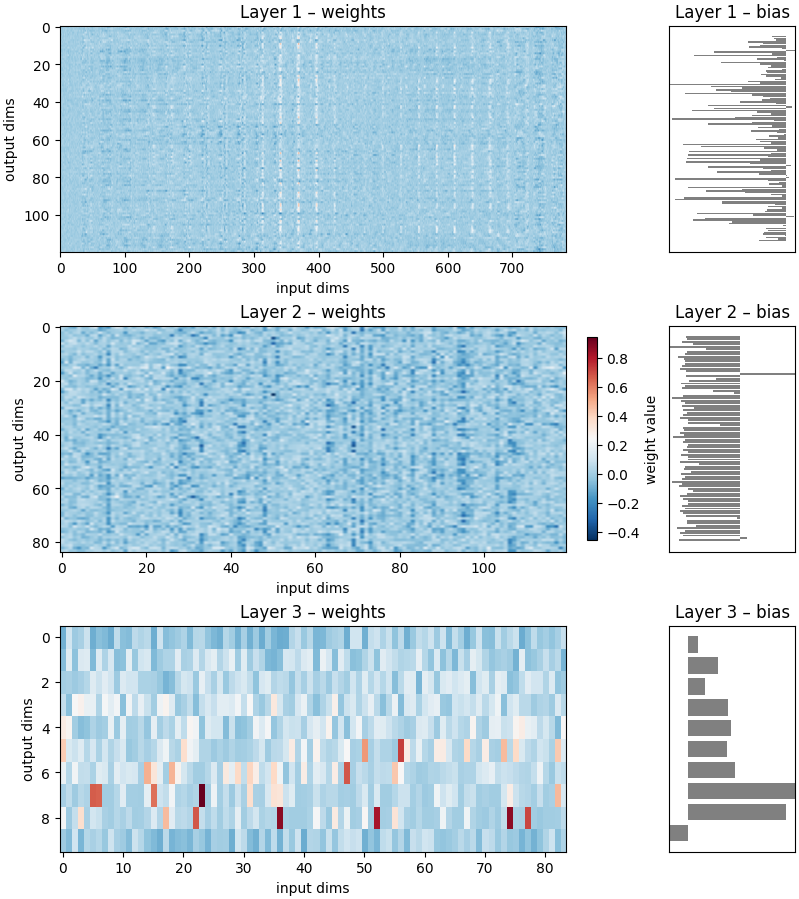 Layer 1 – weights
Layer 1 – bias
0
20
40
60
80
100
output dims
0 100 200 300 400 500 600 700
input dims
Layer 2 – weights
Layer 2 – bias
0
20
40
60
80
output dims
0 20 40 60 80 100
input dims
0.8
0.6
0.4
0.2
0.0
−0.2
−0.4
weight value
Layer 3 – weights
Layer 3 – bias
0
2
4
6
8
output dims
0 10 20 30 40 50 60 70 80
input dims